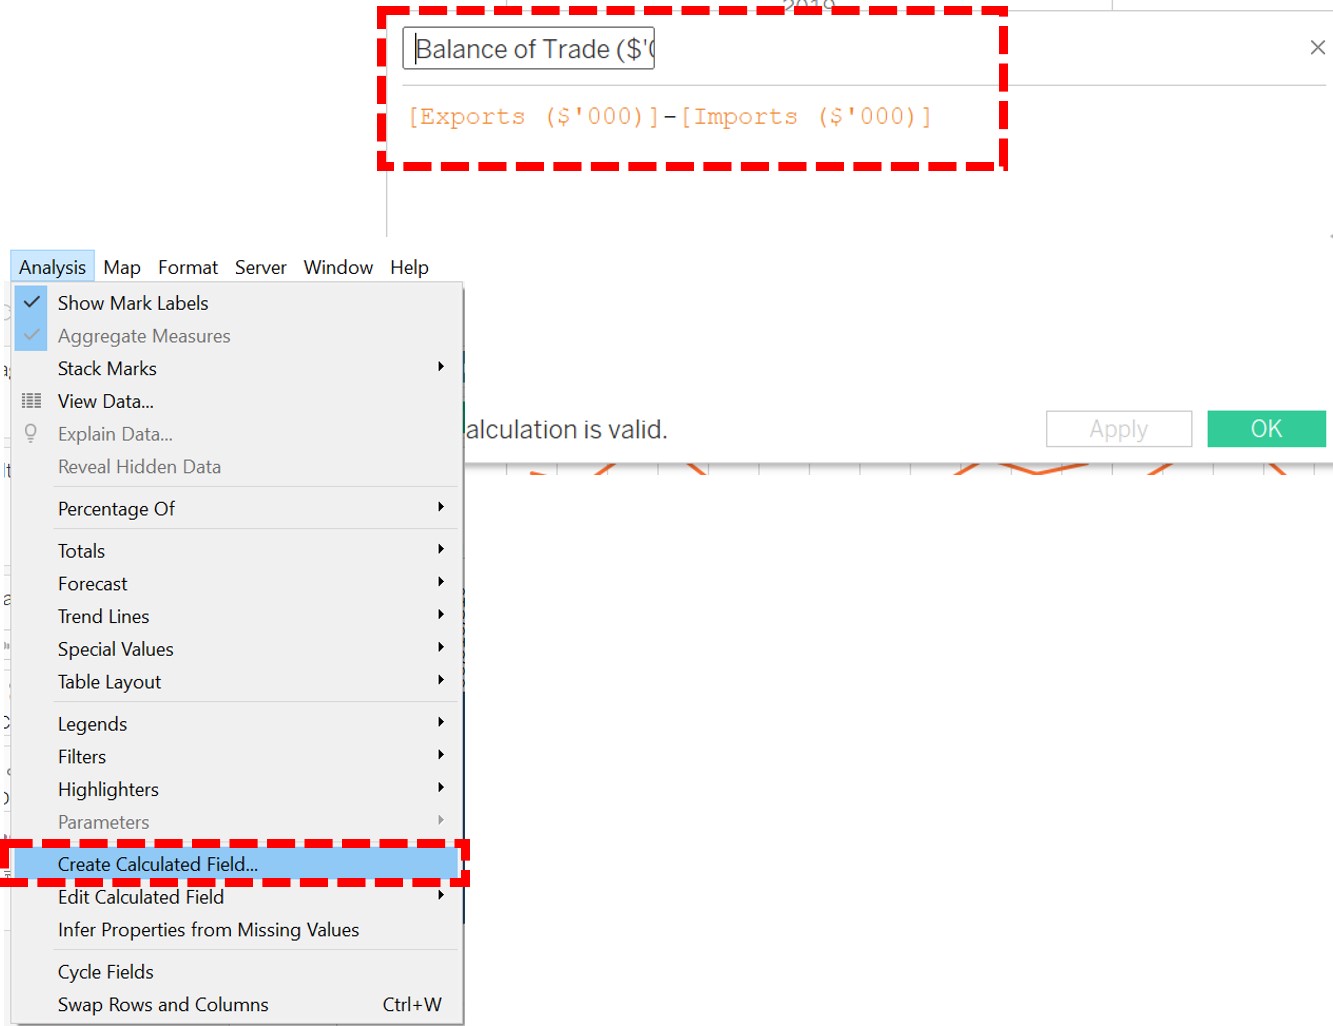 2019
Balance of Trade ($'0
[Exports ($'000)]-[Imports ($'000)]
Analysis Map Format Server Window Help
Show Mark Labels
Aggregate Measures
Stack Marks
View Data...
Explain Data...
Reveal Hidden Data
Percentage Of
Totals
Forecast
Trend Lines
Special Values
Table Layout
Legends
Filters
Highlighters
Parameters
Create Calculated Field...
Edit Calculated Field
Infer Properties from Missing Values
Cycle Fields
Swap Rows and Columns Ctrl+W
alculation is valid.
Apply OK